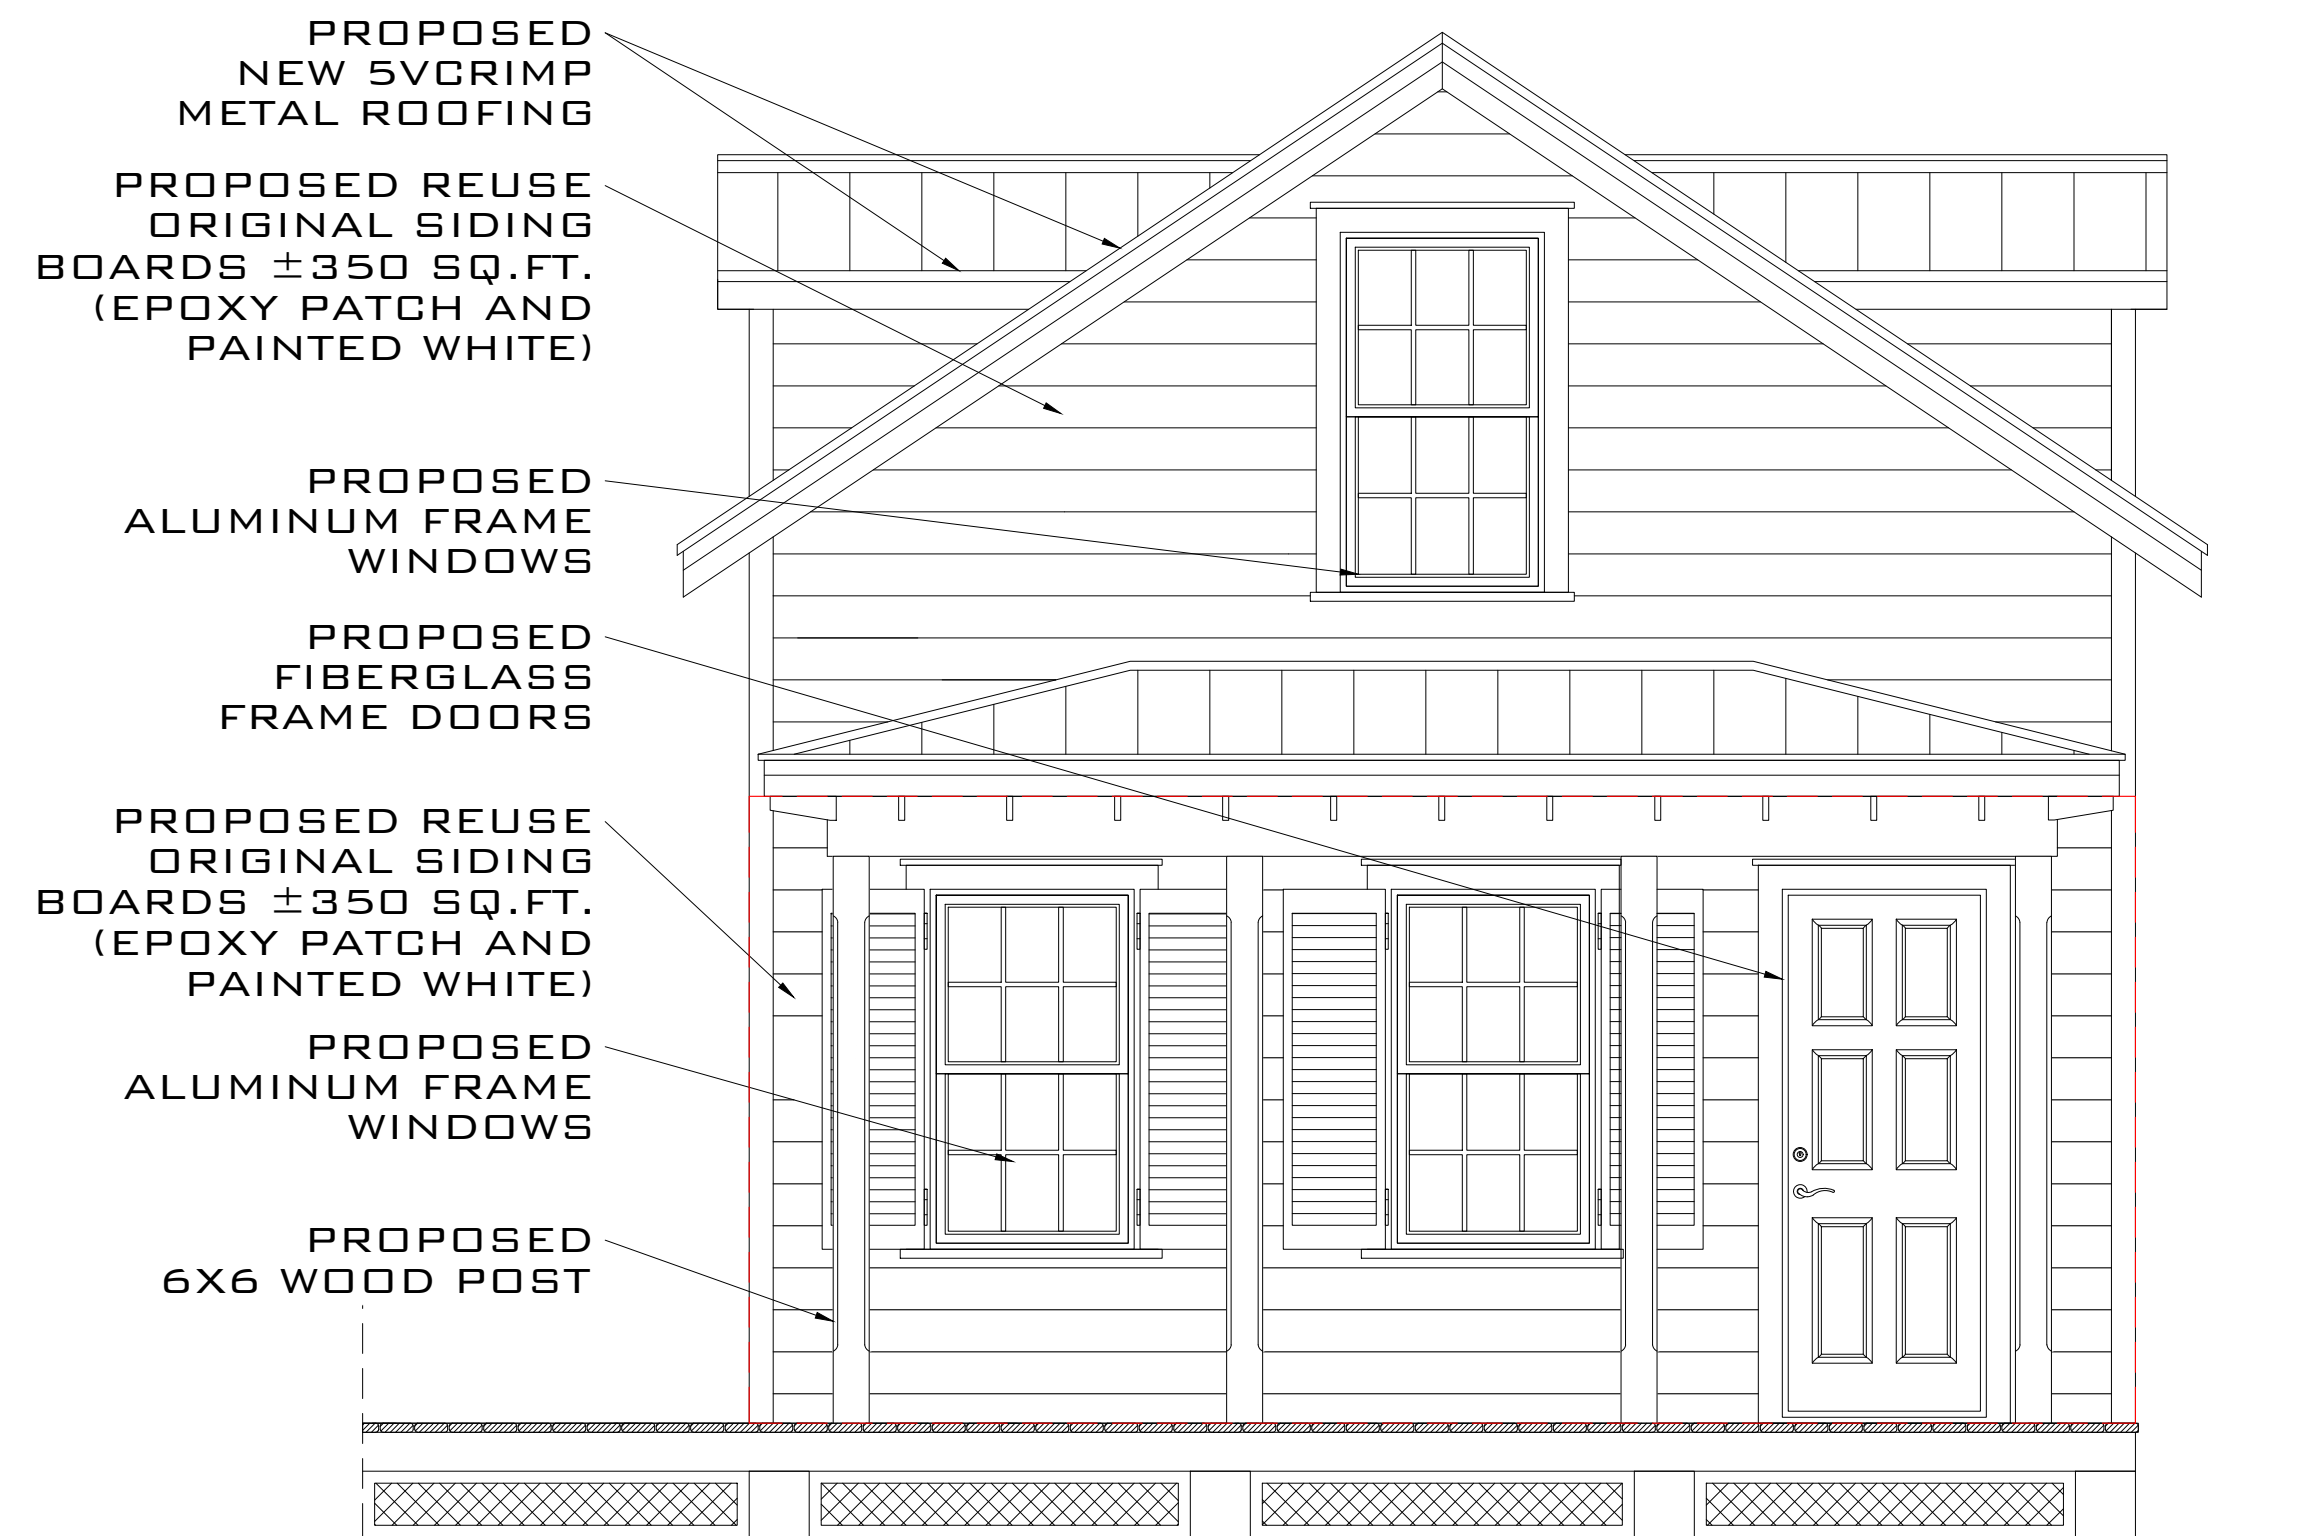 PROPOSED
NEW 5VCRIMP
METAL ROOFING
PROPOSED REUSE
ORIGINAL SIDING
BOARDS ±350 SQ.FT.
(EPOXY PATCH AND
PAINTED WHITE)
PROPOSED
ALUMINUM FRAME
WINDOWS
PROPOSED
FIBERGLASS
FRAME DOORS
PROPOSED REUSE
ORIGINAL SIDING
BOARDS ±350 SQ.FT.
(EPOXY PATCH AND
PAINTED WHITE)
PROPOSED
ALUMINUM FRAME
WINDOWS
PROPOSED
6X6 WOOD POST